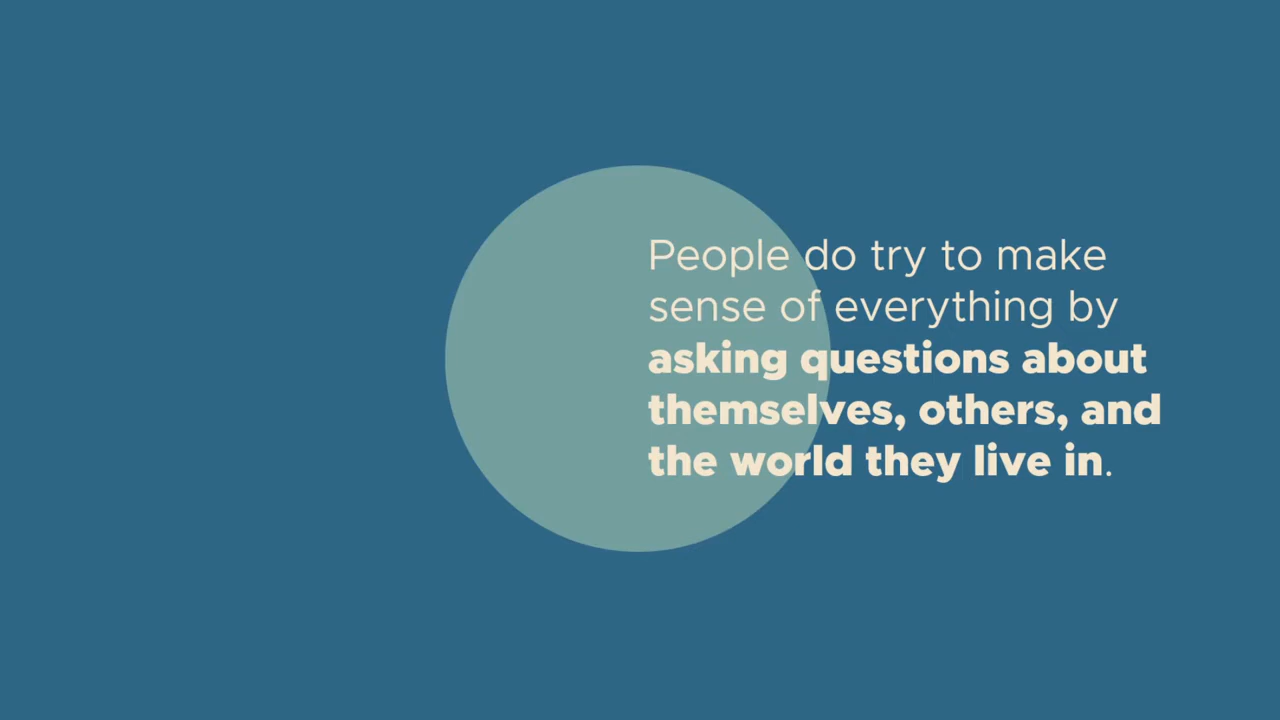 People do try to make
sense of everything by
asking questions about
themselves, others, and
the world they live in.